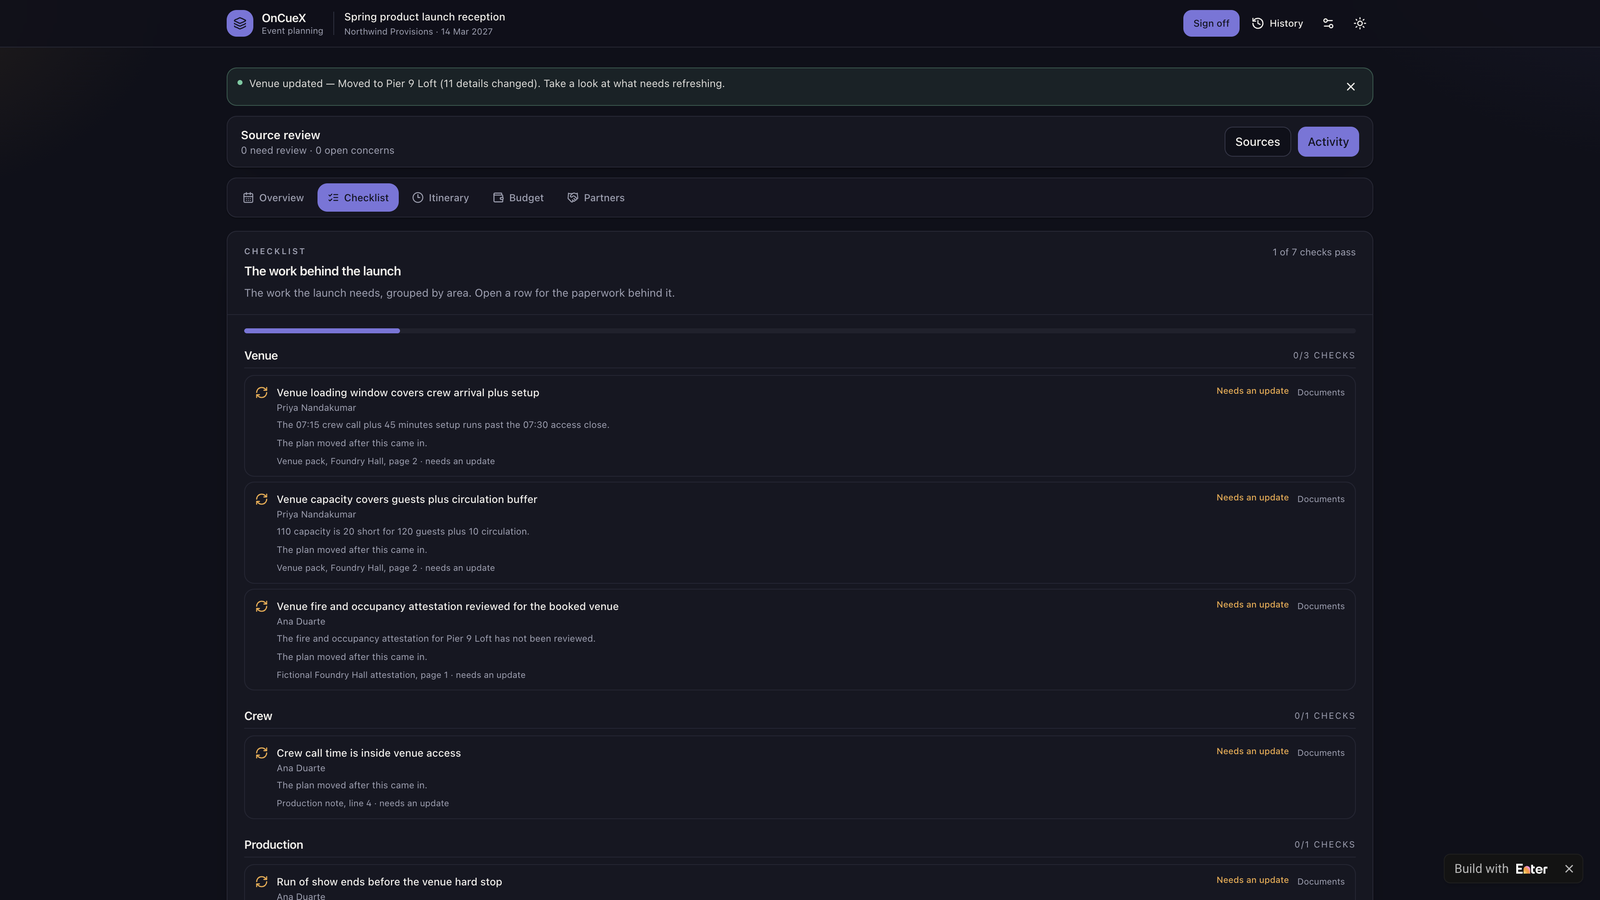 OnCueX
Event planning
Spring product launch reception
Northwind Provisions · 14 Mar 2027
Sign off
History
Venue updated — Moved to Pier 9 Loft (11 details changed). Take a look at what needs refreshing.
Source review
0 need review · 0 open concerns
Sources
Activity
Overview
Checklist
Itinerary
Budget
Partners
CHECKLIST
1 of 7 checks pass
The work behind the launch
The work the launch needs, grouped by area. Open a row for the paperwork behind it.
Venue
0/3 CHECKS
Venue loading window covers crew arrival plus setup
Needs an update
Documents
Priya Nandakumar
The 07:15 crew call plus 45 minutes setup runs past the 07:30 access close.
The plan moved after this came in.
Venue pack, Foundry Hall, page 2 · needs an update
Venue capacity covers guests plus circulation buffer
Needs an update
Documents
Priya Nandakumar
110 capacity is 20 short for 120 guests plus 10 circulation.
The plan moved after this came in.
Venue pack, Foundry Hall, page 2 · needs an update
Venue fire and occupancy attestation reviewed for the booked venue
Needs an update
Documents
Ana Duarte
The fire and occupancy attestation for Pier 9 Loft has not been reviewed.
The plan moved after this came in.
Fictional Foundry Hall attestation, page 1 · needs an update
Crew
0/1 CHECKS
Crew call time is inside venue access
Needs an update
Documents
Ana Duarte
The plan moved after this came in.
Production note, line 4 · needs an update
Production
0/1 CHECKS
Run of show ends before the venue hard stop
Needs an update
Documents
Ana Duarte
Build with Enter